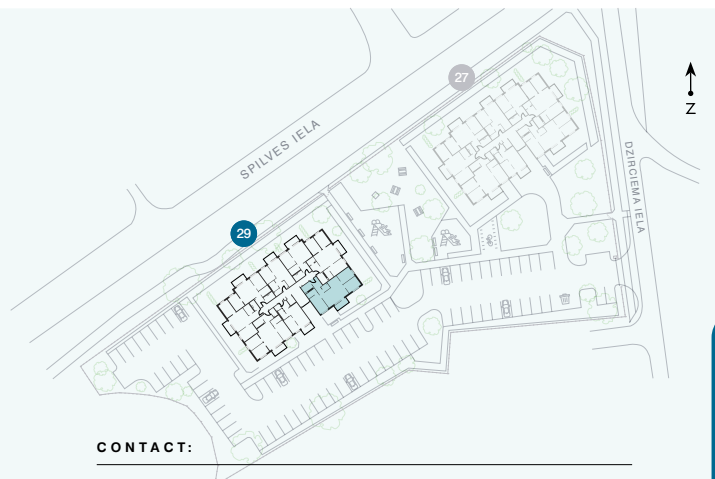 27
Z
SPILVES IELA
DZIRCIEMA IELA
29
CONTACT: